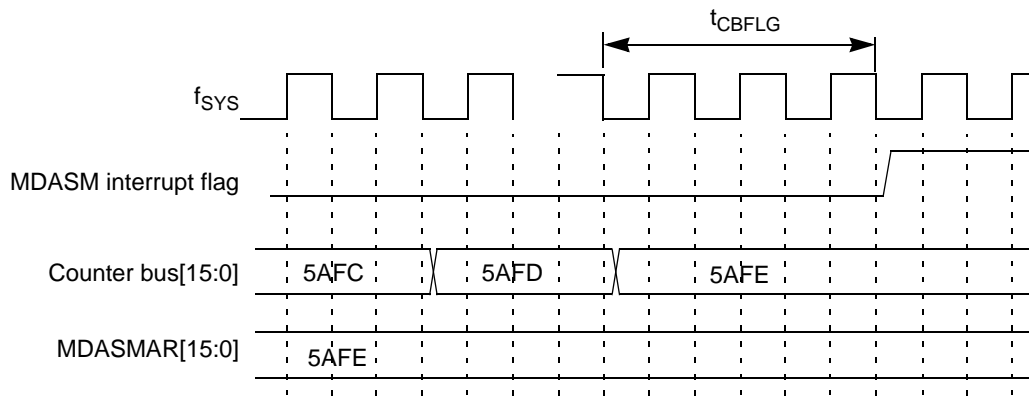 tCBFLG
fSYS
MDASM interrupt flag
Counter bus[15:0]
5AFC
5AFD
5AFE
MDASMAR[15:0]
5AFE